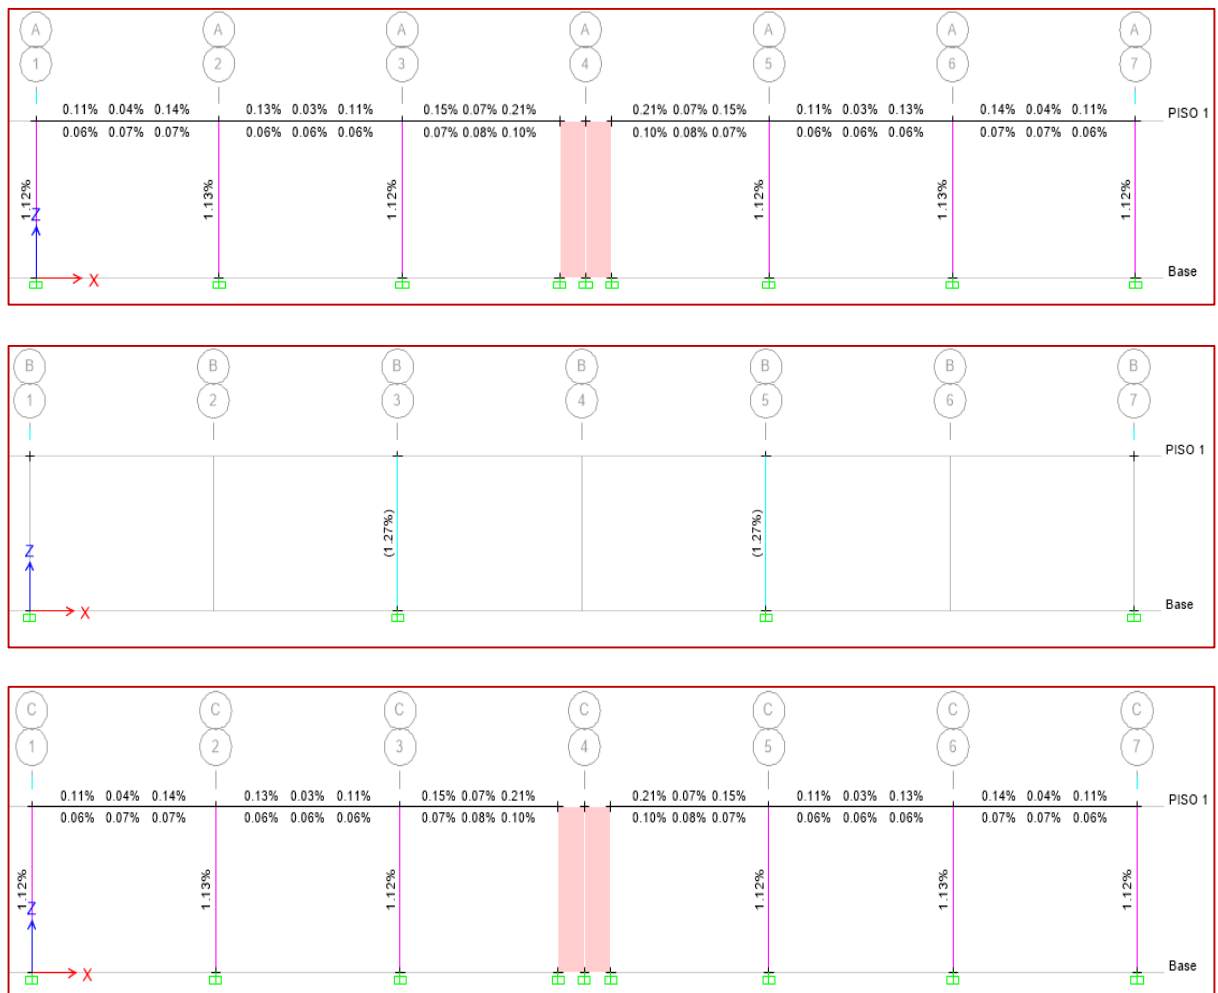 A A A A A A A
1 2 3 4 5 6 7
0.11% 0.04% 0.14% 0.13% 0.03% 0.11% 0.15% 0.07% 0.21% 0.21% 0.07% 0.15% 0.11% 0.03% 0.13% 0.14% 0.04% 0.11% PISO 1
0.06% 0.07% 0.07% 0.06% 0.06% 0.06% 0.07% 0.08% 0.10% 0.10% 0.08% 0.07% 0.06% 0.06% 0.06% 0.07% 0.07% 0.06%
1.12% 1.13% 1.12% 1.12% 1.13% 1.12%
Z
X
Base
B B B B B B B
1 2 3 4 5 6 7
PISO 1
(1.27%) (1.27%)
Z
X
Base
C C C C C C C
1 2 3 4 5 6 7
0.11% 0.04% 0.14% 0.13% 0.03% 0.11% 0.15% 0.07% 0.21% 0.21% 0.07% 0.15% 0.11% 0.03% 0.13% 0.14% 0.04% 0.11% PISO 1
0.06% 0.07% 0.07% 0.06% 0.06% 0.06% 0.07% 0.08% 0.10% 0.10% 0.08% 0.07% 0.06% 0.06% 0.06% 0.07% 0.07% 0.06%
1.12% 1.13% 1.12% 1.12% 1.13% 1.12%
Z
X
Base